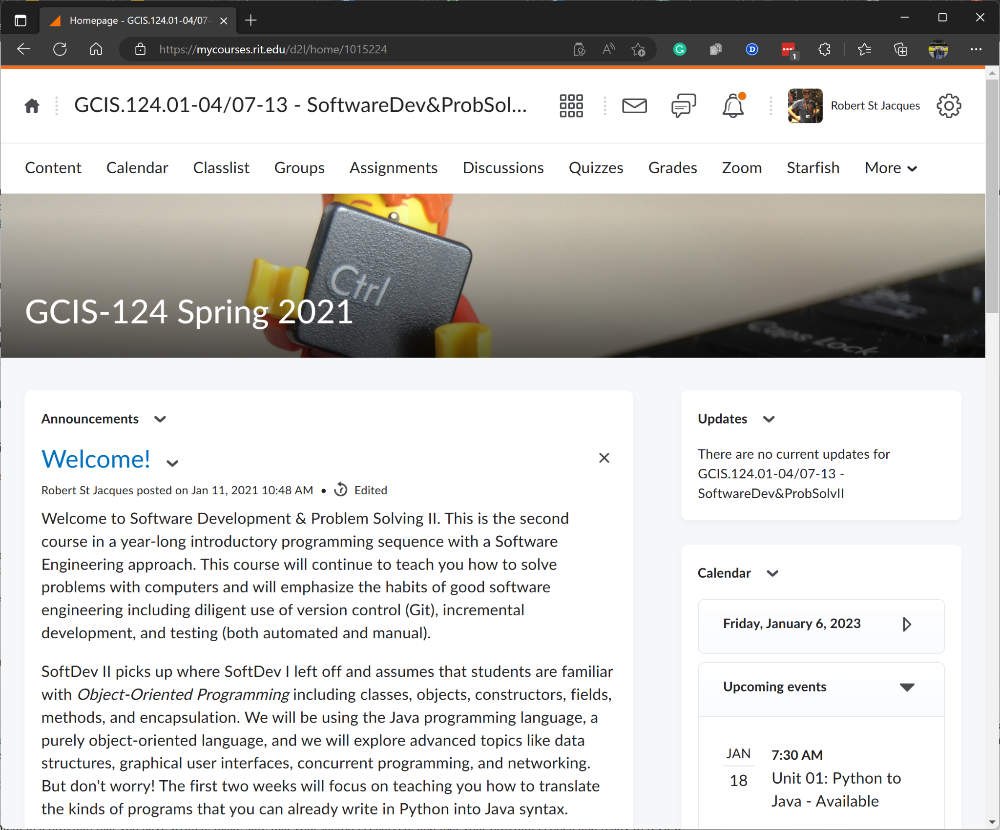 Homepage - GCIS.124.01-04/07-
https://mycourses.rit.edu/d2l/home/1015224
1
GCIS.124.01-04/07-13 - SoftwareDev&ProbSol...
Robert St Jacques
Content Calendar Classlist Groups Assignments Discussions Quizzes Grades Zoom Starfish More
Ctrl
Caps Lock
GCIS-124 Spring 2021
Announcements
Welcome!
Robert St Jacques posted on Jan 11, 2021 10:48 AM • Edited
Welcome to Software Development & Problem Solving II. This is the second
course in a year-long introductory programming sequence with a Software
Engineering approach. This course will continue to teach you how to solve
problems with computers and will emphasize the habits of good software
engineering including diligent use of version control (Git), incremental
development, and testing (both automated and manual).
SoftDev II picks up where SoftDev I left off and assumes that students are familiar
with Object-Oriented Programming including classes, objects, constructors, fields,
methods, and encapsulation. We will be using the Java programming language, a
purely object-oriented language, and we will explore advanced topics like data
structures, graphical user interfaces, concurrent programming, and networking.
But don't worry! The first two weeks will focus on teaching you how to translate
the kinds of programs that you can already write in Python into Java syntax.
Updates
There are no current updates for
GCIS.124.01-04/07-13 -
SoftwareDev&ProbSolvII
Calendar
Friday, January 6, 2023
Upcoming events
JAN
18
7:30 AM
Unit 01: Python to
Java - Available